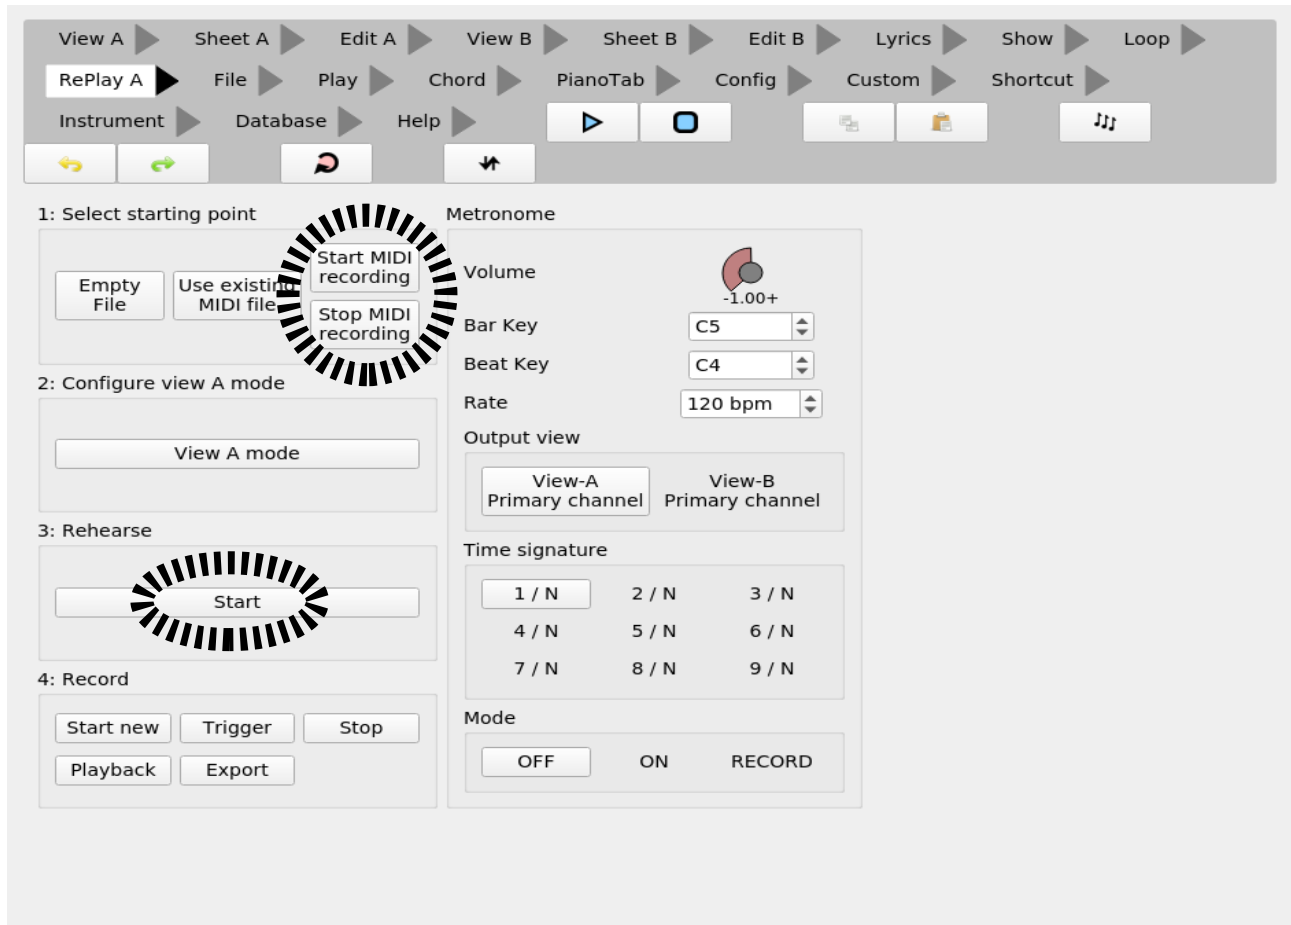 View A Sheet A Edit A View B Sheet B Edit B Lyrics Show Loop
RePlay A File Play Chord PianoTab Config Custom Shortcut
Instrument Database Help
1: Select starting point
Empty
File
Use existing
MIDI file
Start MIDI
recording
Stop MIDI
recording
2: Configure view A mode
View A mode
3: Rehearse
Start
4: Record
Start new Trigger Stop
Playback Export
Metronome
Volume
-1.00+
Bar Key C5
Beat Key C4
Rate 120 bpm
Output view
View-A
Primary channel
View-B
Primary channel
Time signature
1 / N 2 / N 3 / N
4 / N 5 / N 6 / N
7 / N 8 / N 9 / N
Mode
OFF ON RECORD